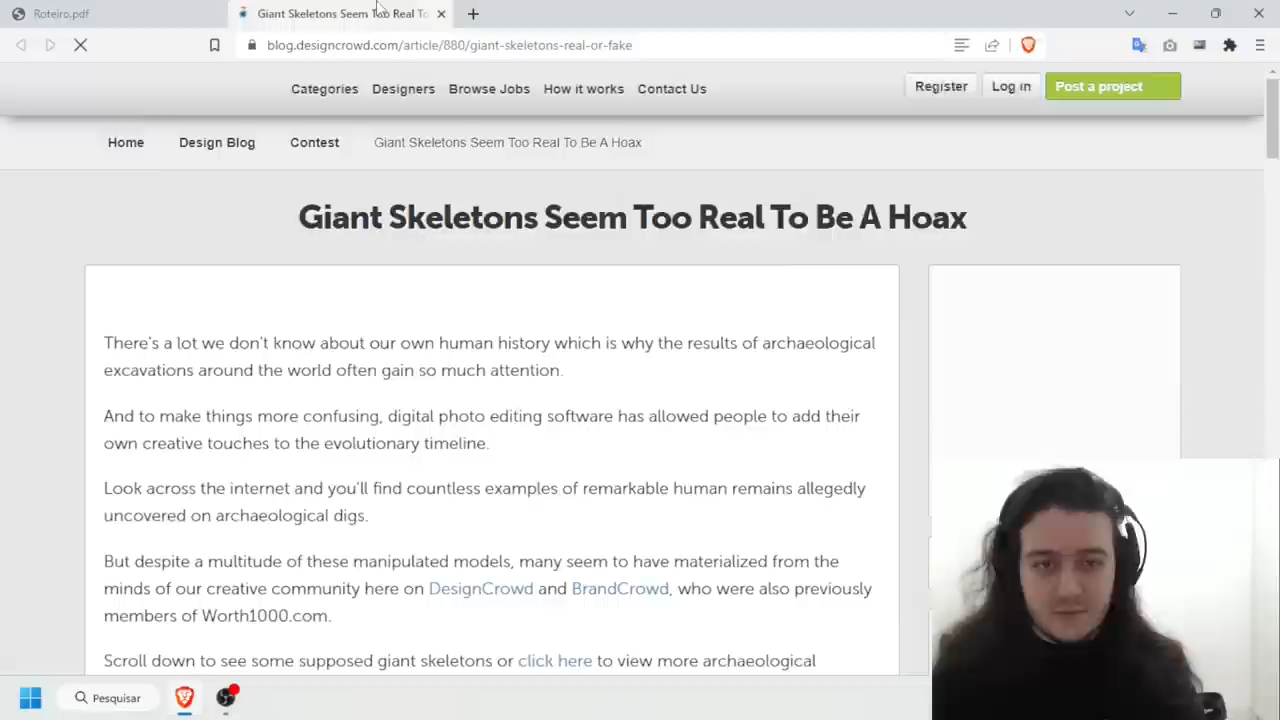 Roteiro.pdf
Giant Skeletons Seem Too Real To
blog.designcrowd.com/article/880/giant-skeletons-real-or-fake
Categories Designers Browse Jobs How it works Contact Us Register Log in Post a project
Home Design Blog Contest Giant Skeletons Seem Too Real To Be A Hoax
Giant Skeletons Seem Too Real To Be A Hoax
There's a lot we don't know about our own human history which is why the results of archaeological
excavations around the world often gain so much attention.
And to make things more confusing, digital photo editing software has allowed people to add their
own creative touches to the evolutionary timeline.
Look across the internet and you'll find countless examples of remarkable human remains allegedly
uncovered on archaeological digs.
But despite a multitude of these manipulated models, many seem to have materialized from the
minds of our creative community here on DesignCrowd and BrandCrowd, who were also previously
members of Worth1000.com.
Scroll down to see some supposed giant skeletons or click here to view more archaeological
Pesquisar